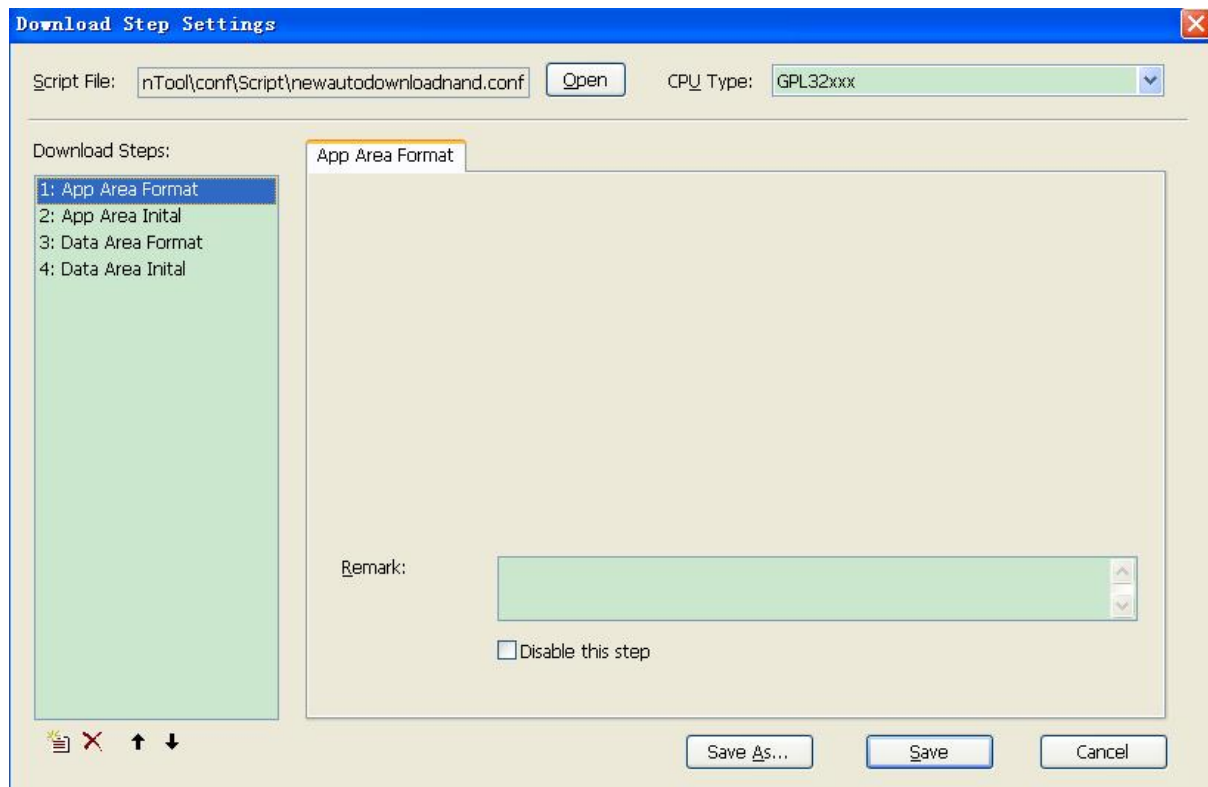 Download Step Settings
Script File: nTool\conf\Script\newautodownloadnand.conf Open CPU Type: GPL32xxx
Download Steps:
App Area Format
1: App Area Format
2: App Area Inital
3: Data Area Format
4: Data Area Inital
Remark:
Disable this step
Save As... Save Cancel